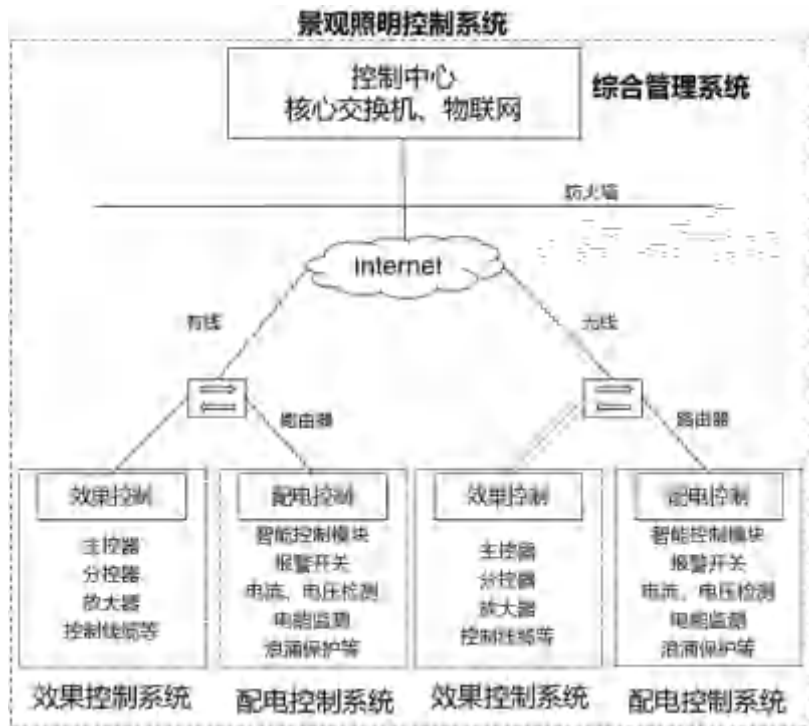 景观照明控制系统
控制中心
核心交换机、物联网
综合管理系统
防火墙
internet
有线
无线
路由器
路由器
效果控制
主控器
分控器
放大器
控制线缆等
配电控制
智能控制模块
报警开关
电流、电压检测
电能监测
浪涌保护等
效果控制
主控器
分控器
放大器
控制线缆等
配电控制
智能控制模块
报警开关
电流、电压检测
电能监测
浪涌保护等
效果控制系统
配电控制系统
效果控制系统
配电控制系统